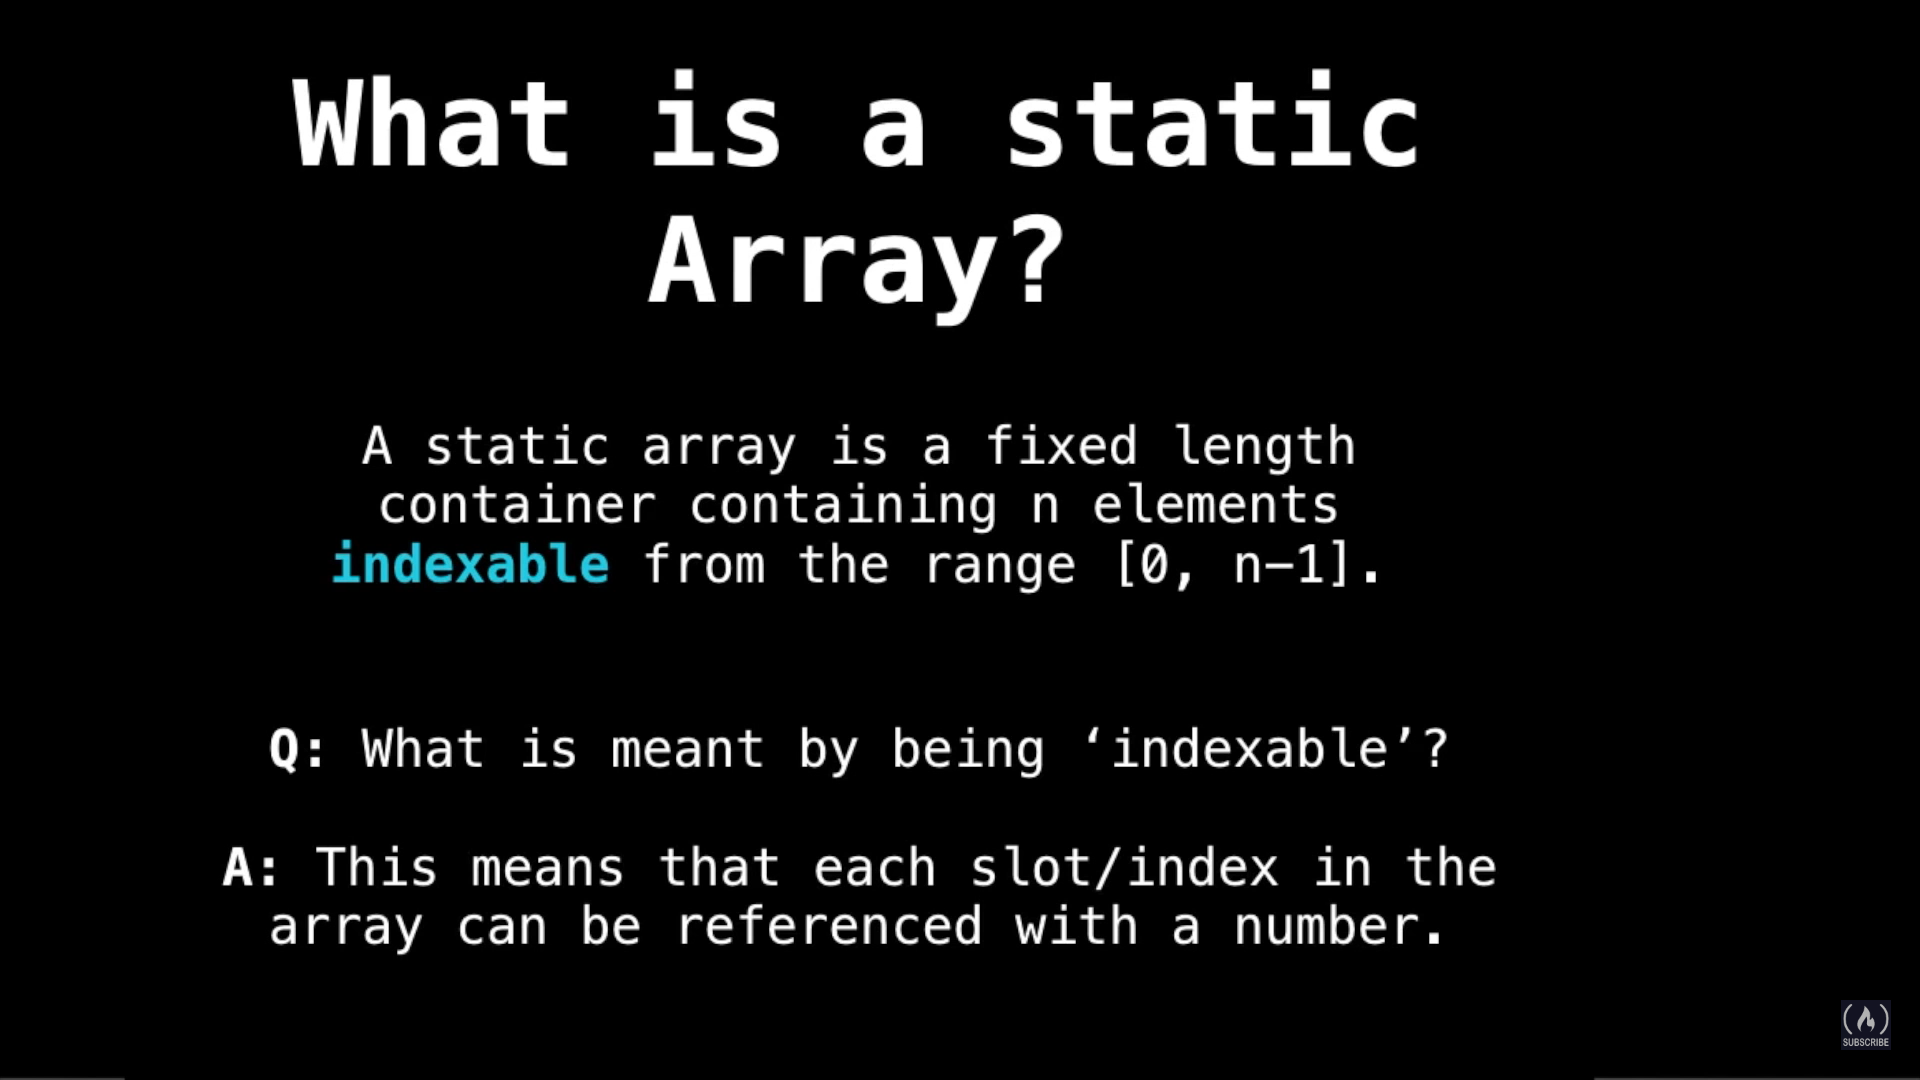 What is a static
Array?
A static array is a fixed length
container containing n elements
indexable from the range [0, n–1].
Q: What is meant by being ‘indexable’?
A: This means that each slot/index in the
array can be referenced with a number.
SUBSCRIBE